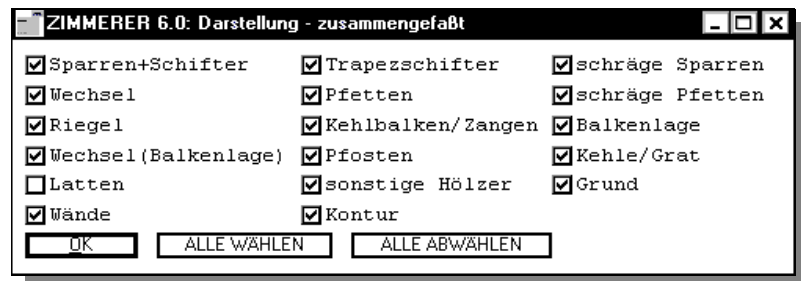 ZIMMERER 6.0: Darstellung - zusammengefaßt
Sparren+Schifter Trapezschifter schräge Sparren
Wechsel Pfetten schräge Pfetten
Riegel Kehlbalken/Zangen Balkenlage
Wechsel(Balkenlage) Pfosten Kehle/Grat
Latten sonstige Hölzer Grund
Wände Kontur
OK ALLE WÄHLEN ALLE ABWÄHLEN